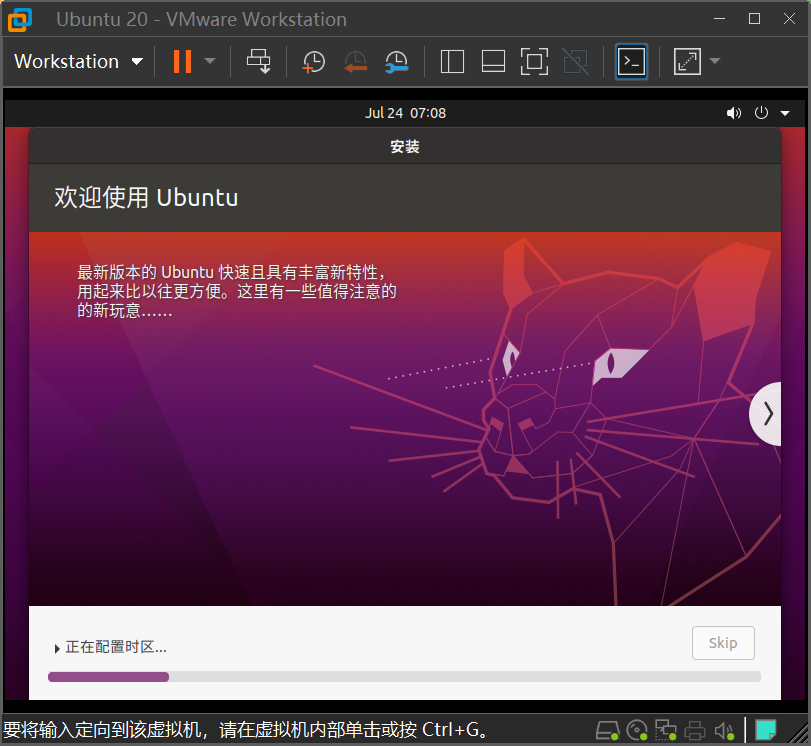 Ubuntu 20 - VMware Workstation
Workstation
Jul 24 07:08
安装
欢迎使用 Ubuntu
最新版本的 Ubuntu 快速且具有丰富新特性，
用起来比以往更方便。这里有一些值得注意的
的新玩意……
正在配置时区...
Skip
要将输入定向到该虚拟机，请在虚拟机内部单击或按 Ctrl+G。